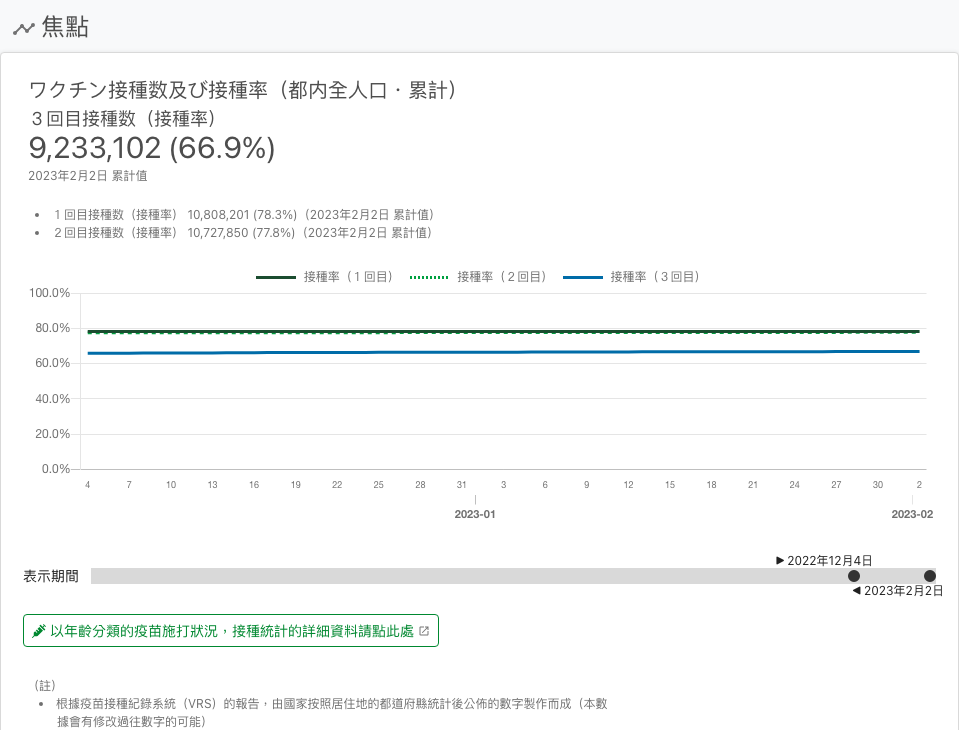 焦點
ワクチン接種数及び接種率（都内全人口・累計）
３回目接種数（接種率）
9,233,102 (66.9%)
2023年2月2日 累計值
• １回目接種数（接種率） 10,808,201 (78.3%)（2023年2月2日 累計值）
• ２回目接種数（接種率） 10,727,850 (77.8%)（2023年2月2日 累計值）
接種率（１回目） 接種率（２回目） 接種率（３回目）
100.0%
80.0%
60.0%
40.0%
20.0%
0.0%
4 7 10 13 16 19 22 25 28 31 3 6 9 12 15 18 21 24 27 30 2
2023-01 2023-02
▶ 2022年12月4日
表示期間
◀ 2023年2月2日
以年齡分類的疫苗施打狀況，接種統計的詳細資料請點此處
（註）
• 根據疫苗接種紀錄系統（VRS）的報告，由國家按照居住地的都道府縣統計後公佈的數字製作而成（本數
據會有修改過往數字的可能）